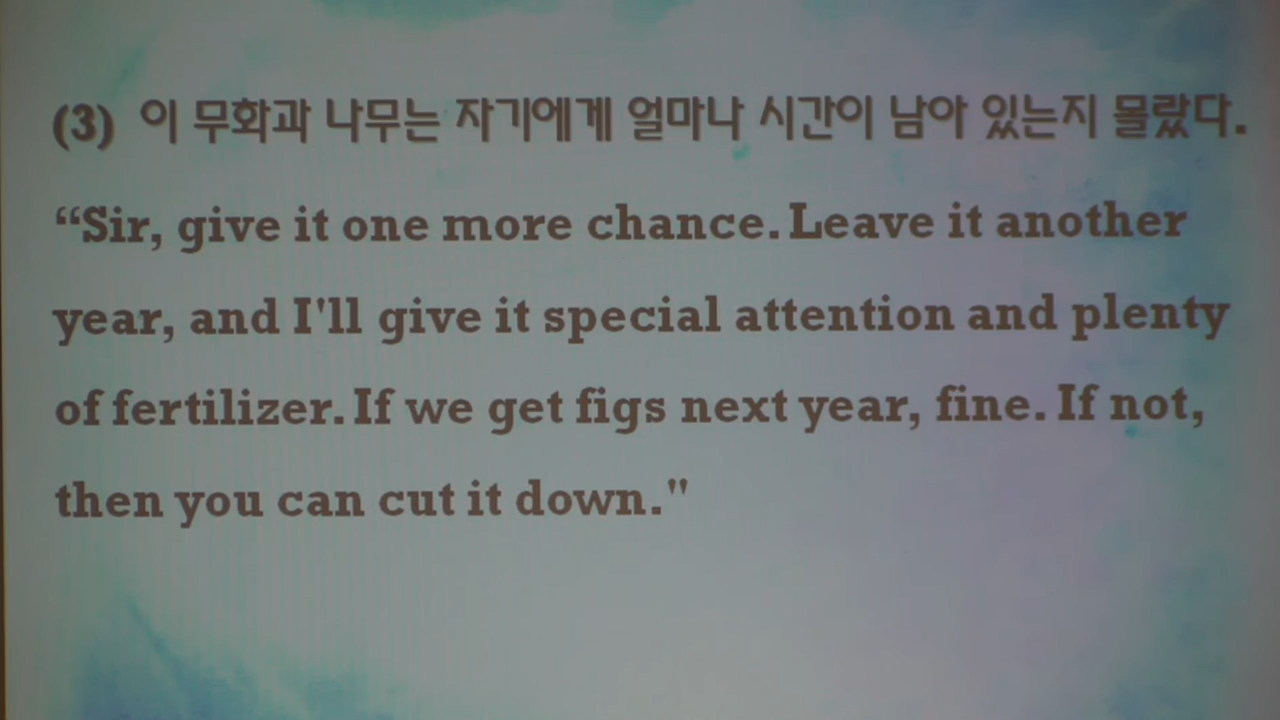 (3) 이 무화과 나무는 자기에게 얼마나 시간이 남아 있는지 몰랐다.
“Sir, give it one more chance. Leave it another
year, and I'll give it special attention and plenty
of fertilizer. If we get figs next year, fine. If not,
then you can cut it down."